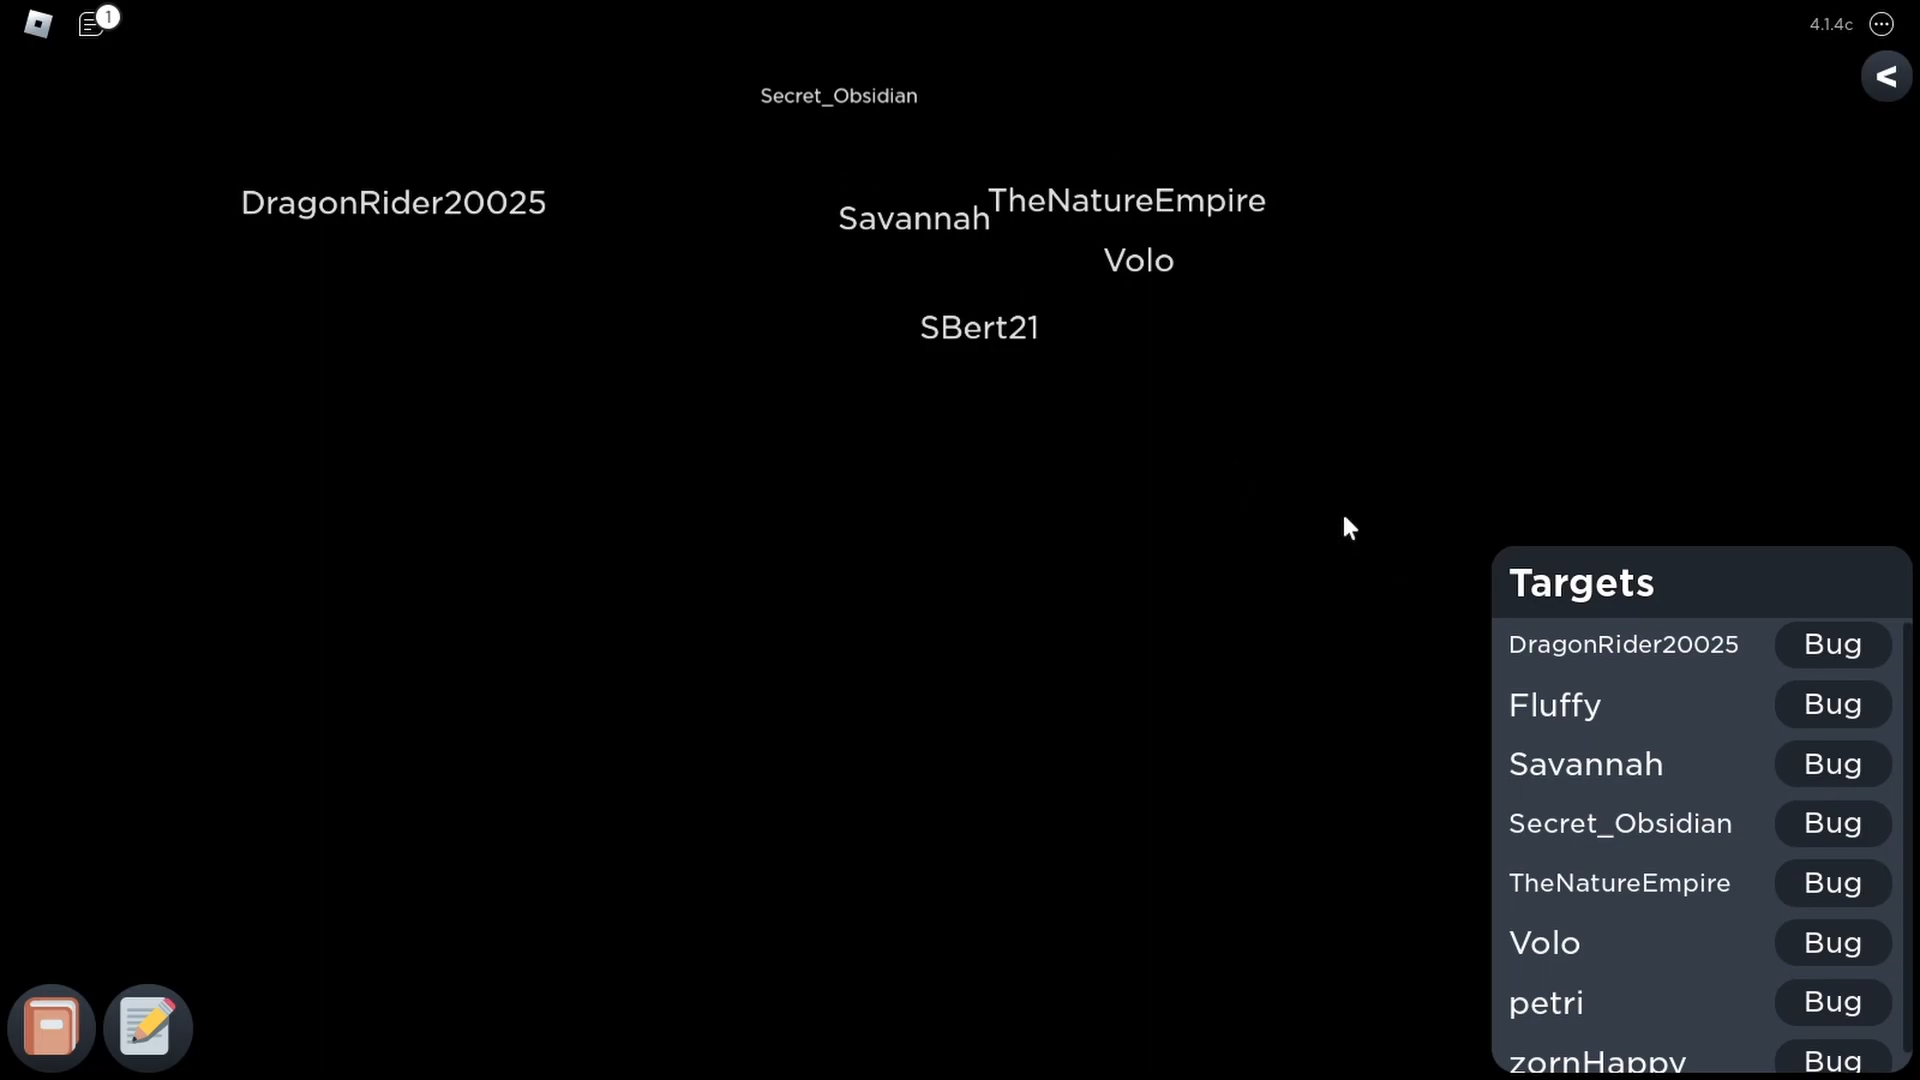 1
4.1.4c
Secret_Obsidian
DragonRider20025
Savannah
TheNatureEmpire
Volo
SBert21
Targets
DragonRider20025 Bug
Fluffy Bug
Savannah Bug
Secret_Obsidian Bug
TheNatureEmpire Bug
Volo Bug
petri Bug
zornHappy Bug